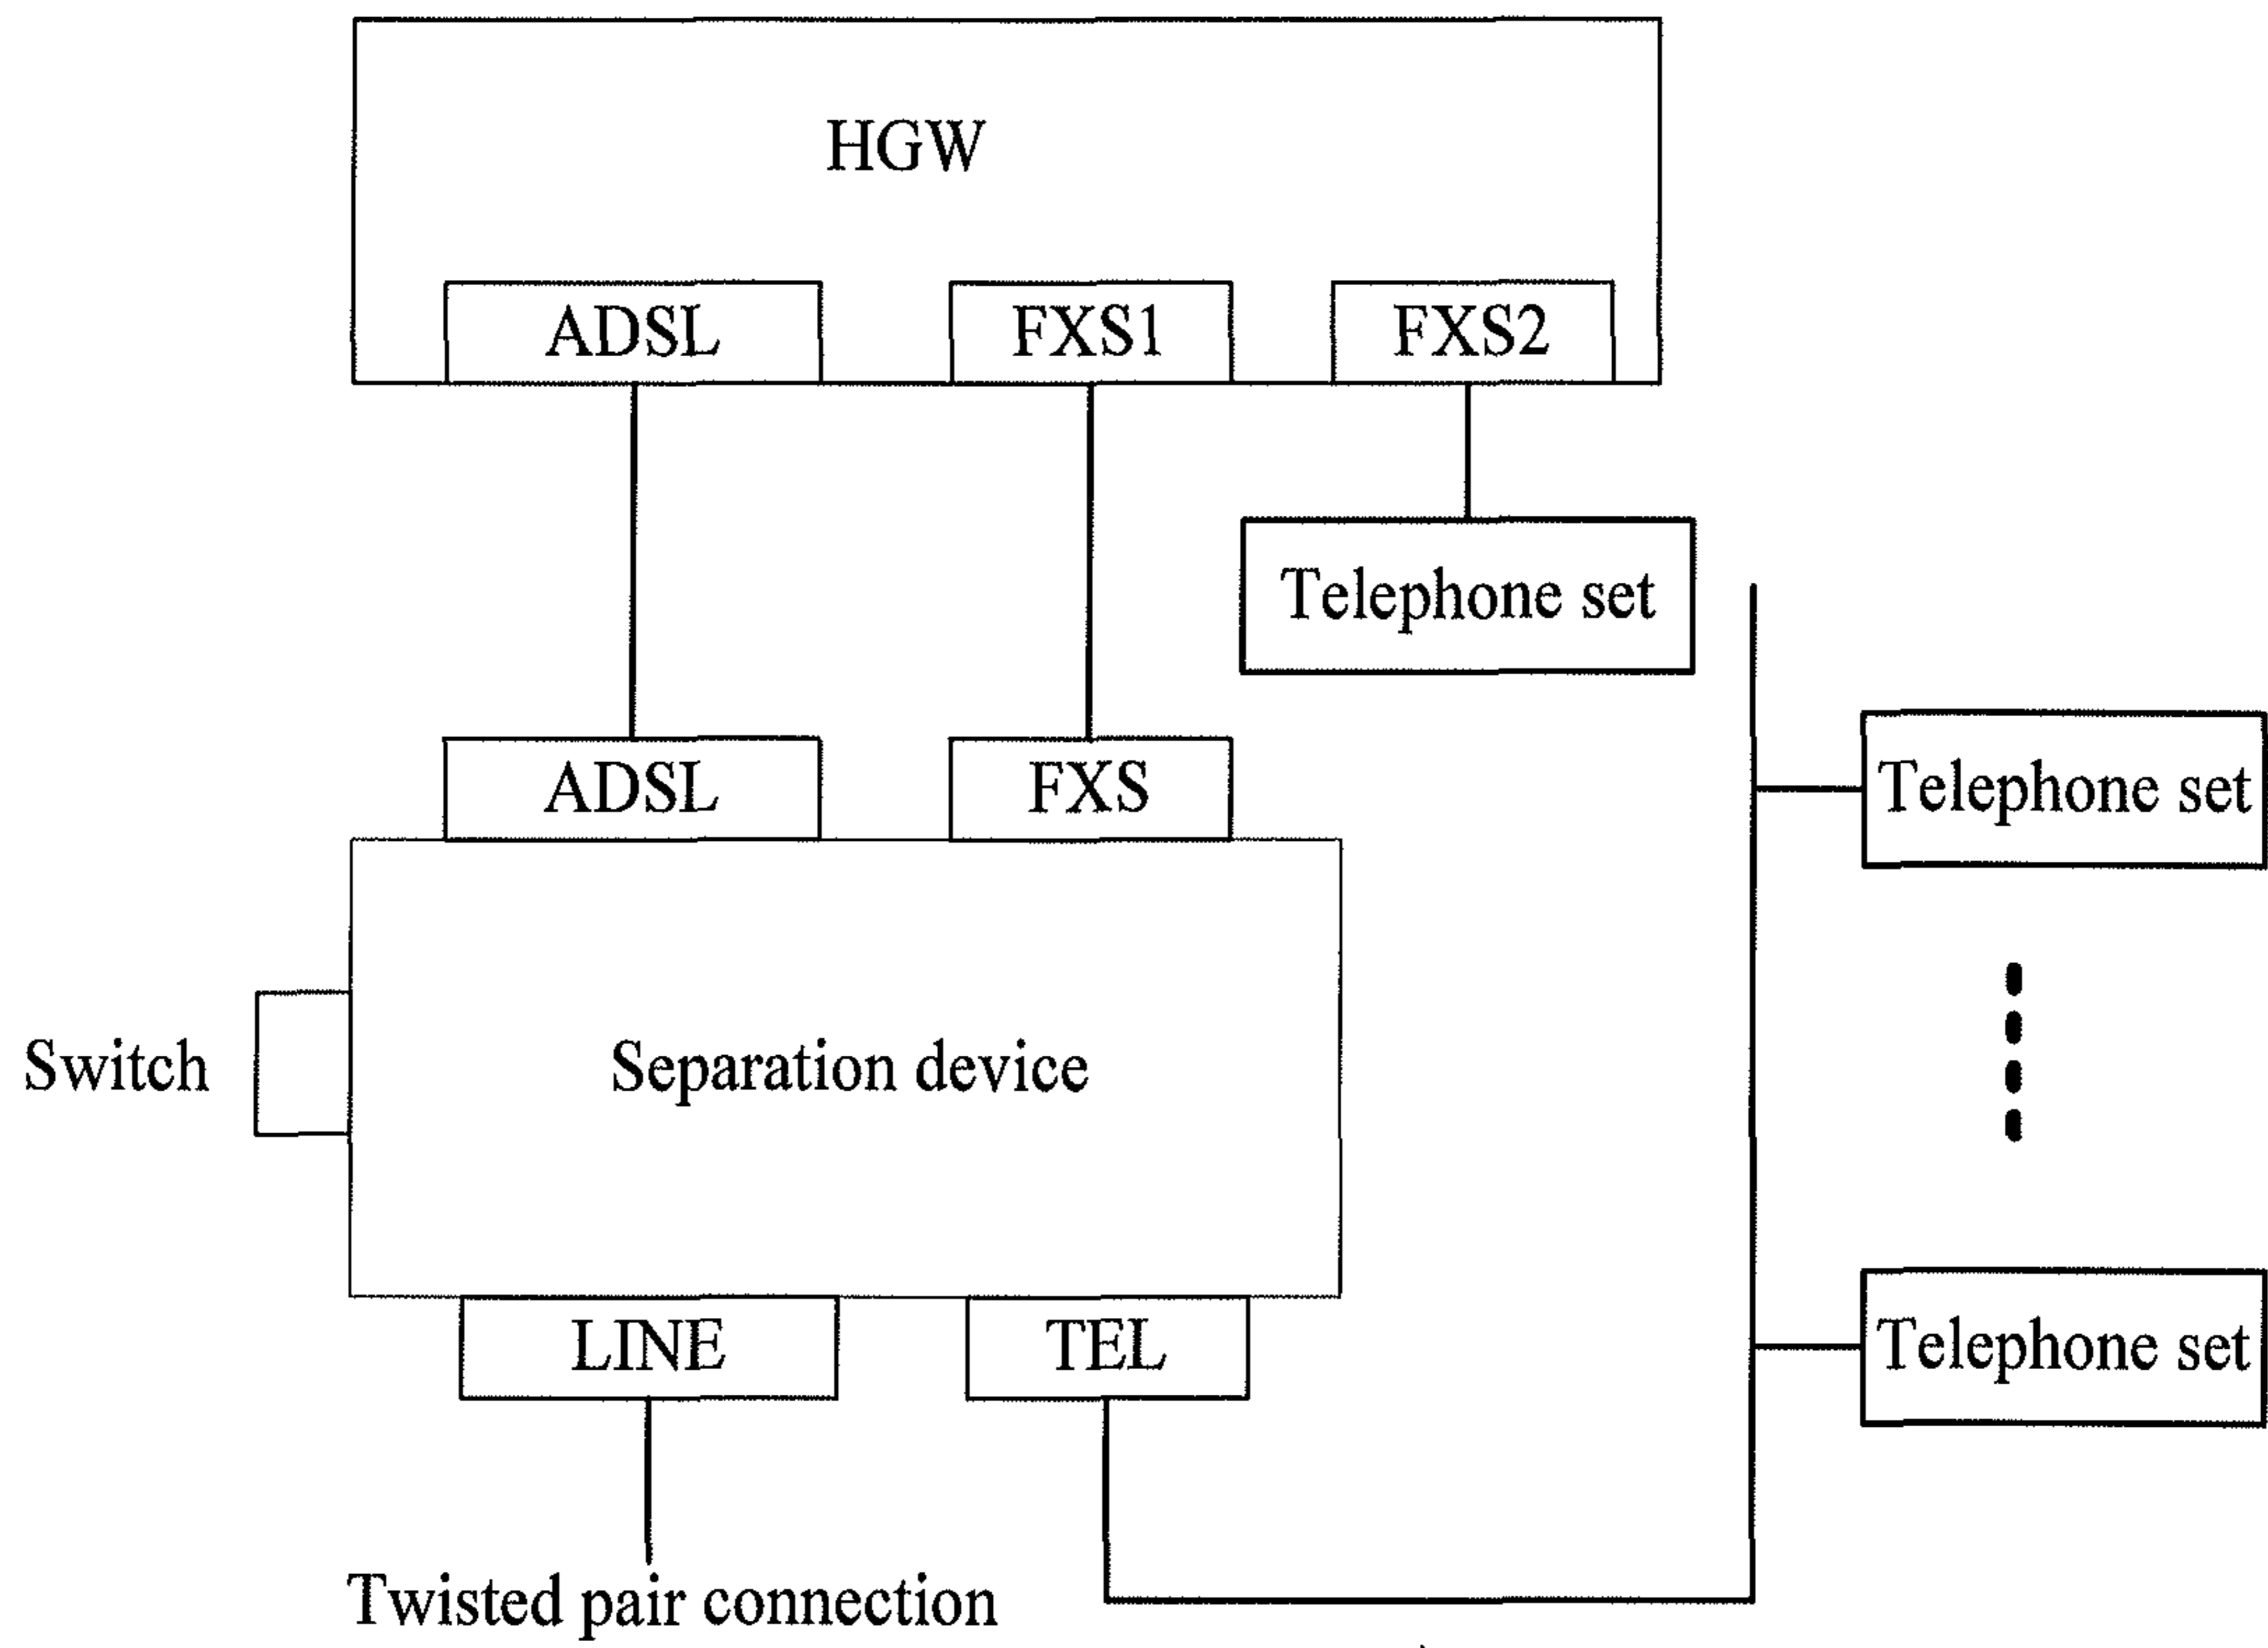 HGW
ADSL
FXS1
FXS2
Telephone set
ADSL
FXS
Telephone set
Switch
Separation device
LINE
TEL
Telephone set
Twisted pair connection